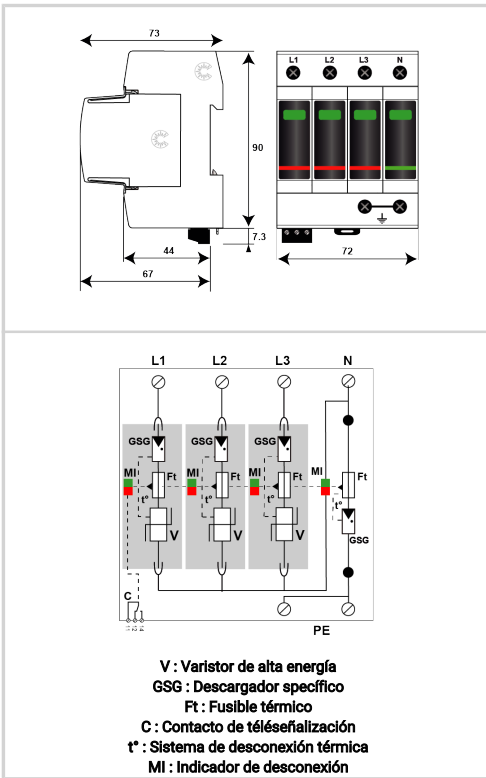 73
L1 L2 L3 N
90
7.3
44
67
72
L1 L2 L3 N
GSG GSG GSG
MI Ft MI Ft MI Ft MI Ft
t° t° t° t°
V V V GSG
C
PE
V : Varistor de alta energía
GSG : Descargador específico
Ft : Fusible térmico
C : Contacto de téléseñalización
t° : Sistema de desconexión térmica
MI : Indicador de desconexión